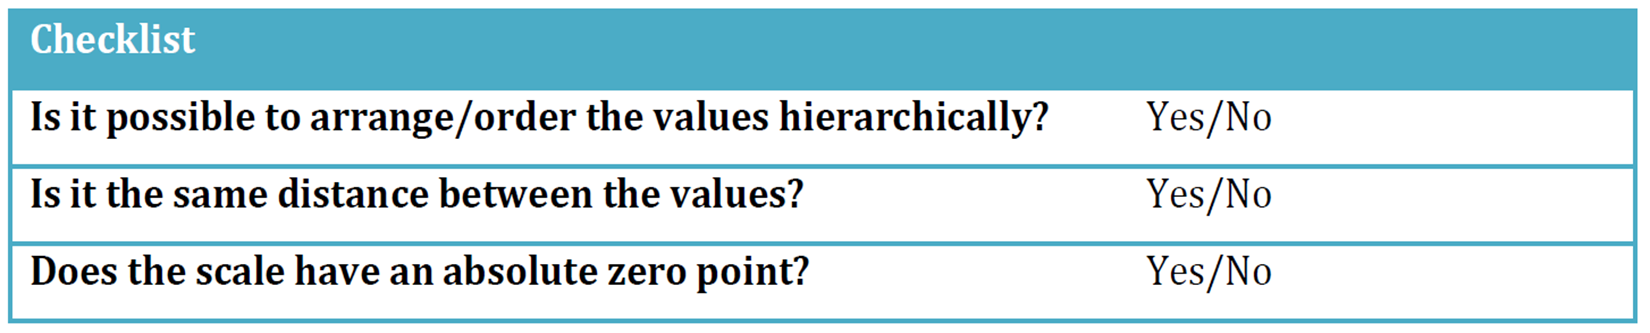 Checklist
Is it possible to arrange/order the values hierarchically? Yes/No
Is it the same distance between the values? Yes/No
Does the scale have an absolute zero point? Yes/No